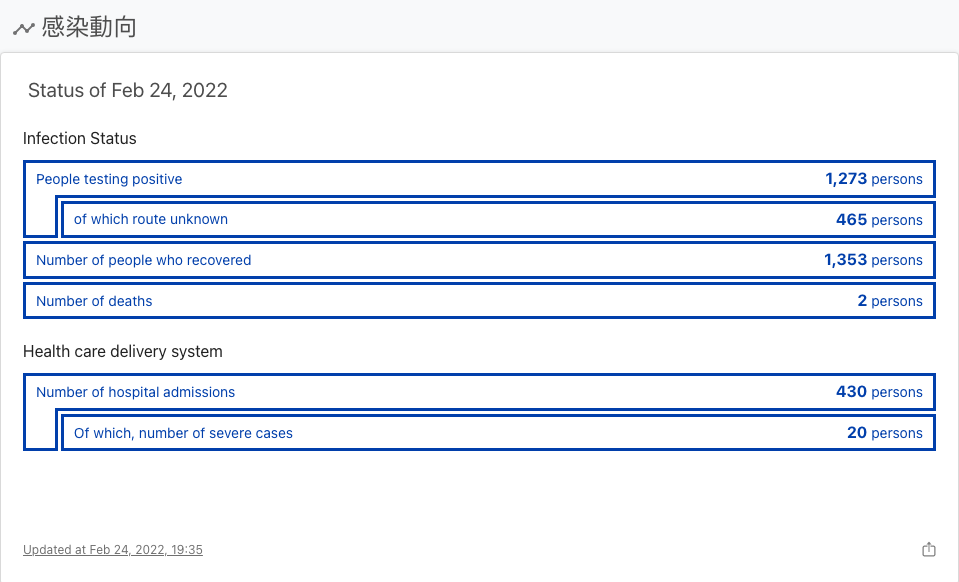 感染動向
Status of Feb 24, 2022
Infection Status
People testing positive 1,273 persons
of which route unknown 465 persons
Number of people who recovered 1,353 persons
Number of deaths 2 persons
Health care delivery system
Number of hospital admissions 430 persons
Of which, number of severe cases 20 persons
Updated at Feb 24, 2022, 19:35